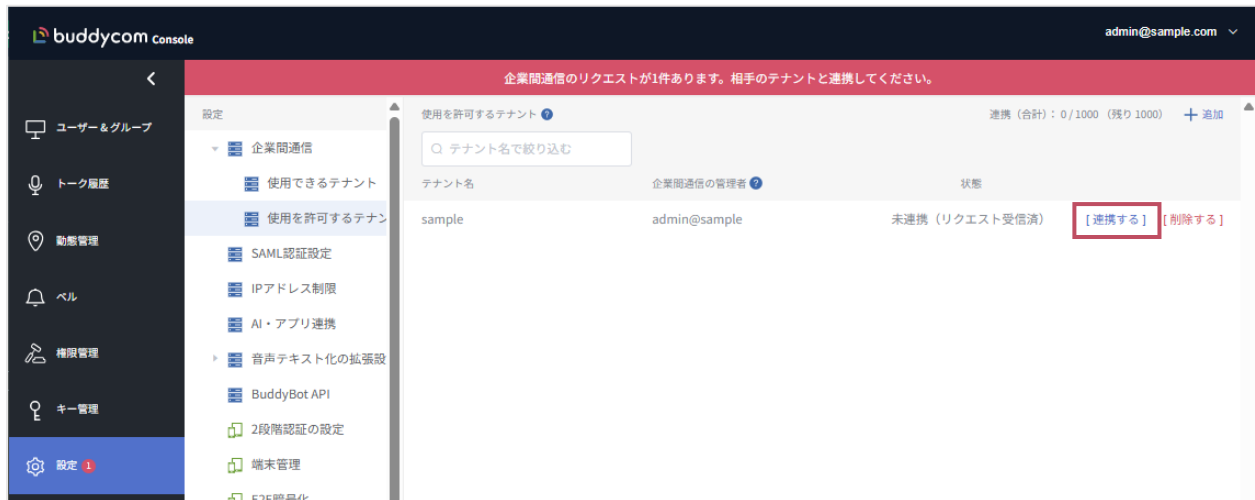 buddycom Console
admin@sample.com
企業間通信のリクエストが1件あります。相手のテナントと連携してください。
ユーザー＆グループ
トーク履歴
動態管理
ベル
権限管理
キー管理
設定 1
設定
企業間通信
使用できるテナント
使用を許可するテナン
SAML認証設定
IPアドレス制限
AI・アプリ連携
音声テキスト化の拡張設
BuddyBot API
2段階認証の設定
端末管理
E2E暗号化
使用を許可するテナント ?
連携（合計）：0 / 1000 （残り 1000）
＋ 追加
テナント名で絞り込む
テナント名 企業間通信の管理者 ? 状態
sample admin@sample 未連携（リクエスト受信済） [ 連携する ] [ 削除する ]